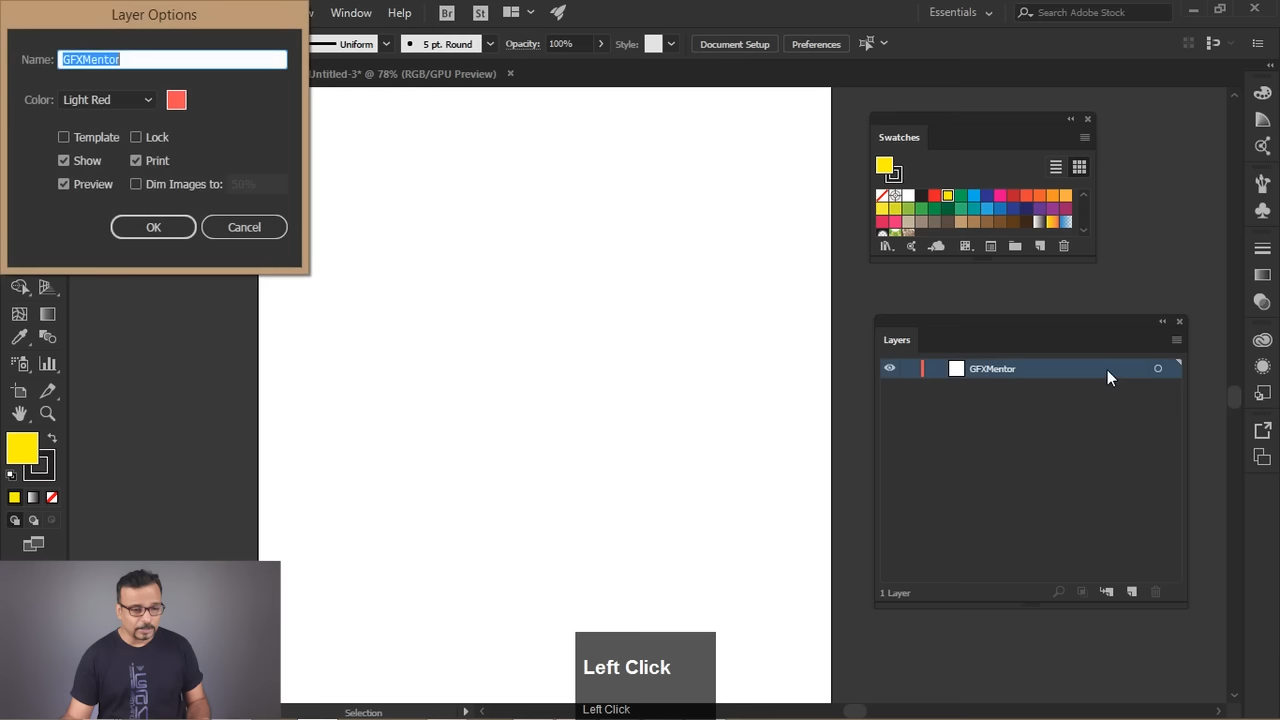 Layer Options
Window
Help
Br
St
Essentials
Search Adobe Stock
Uniform
5 pt. Round
Opacity:
100%
Style:
Document Setup
Preferences
Name:
GFXMentor
Untitled-3* @ 78% (RGB/GPU Preview)
Color:
Light Red
Template
Lock
Show
Print
Preview
Dim Images to:
50%
OK
Cancel
Swatches
Layers
GFXMentor
1 Layer
Left Click
Left Click
Selection